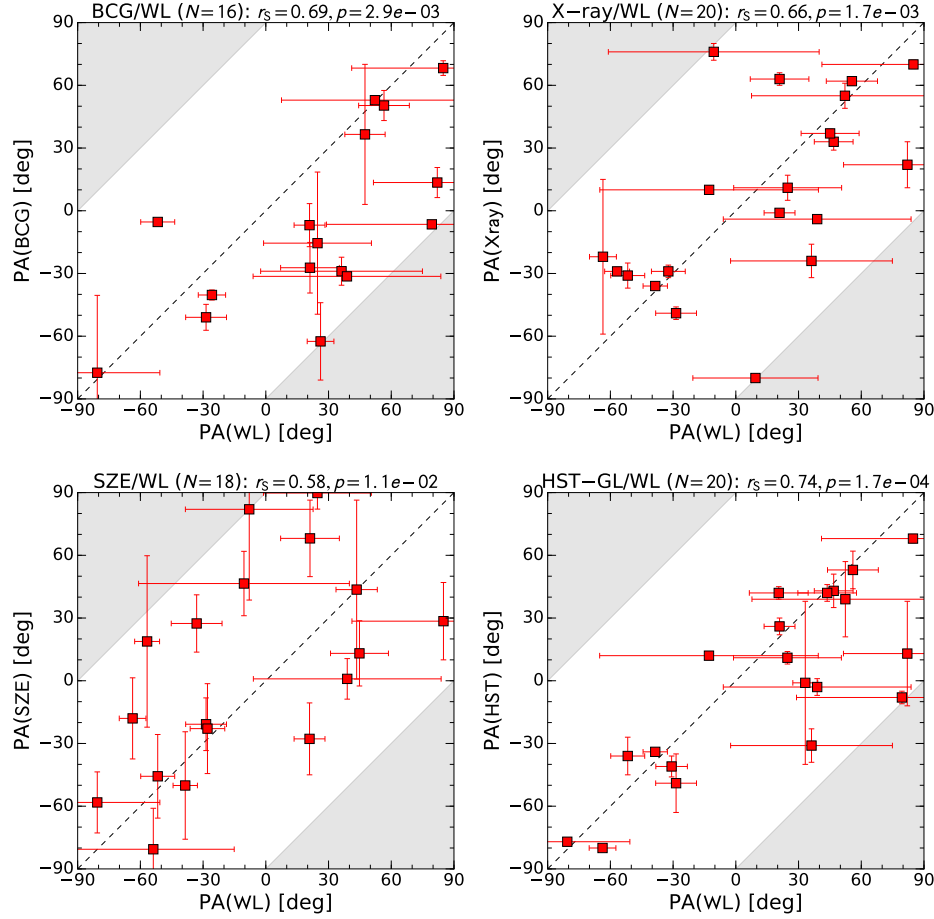 BCG/WL (N=16): rS=0.69, p=2.9e−03
90
60
30
0
−30
−60
−90
PA(BCG) [deg]
−90 −60 −30 0 30 60 90
PA(WL) [deg]
X−ray/WL (N=20): rS=0.66, p=1.7e−03
90
60
30
0
−30
−60
−90
PA(Xray) [deg]
−90 −60 −30 0 30 60 90
PA(WL) [deg]
SZE/WL (N=18): rS=0.58, p=1.1e−02
90
60
30
0
−30
−60
−90
PA(SZE) [deg]
−90 −60 −30 0 30 60 90
PA(WL) [deg]
HST−GL/WL (N=20): rS=0.74, p=1.7e−04
90
60
30
0
−30
−60
−90
PA(HST) [deg]
−90 −60 −30 0 30 60 90
PA(WL) [deg]